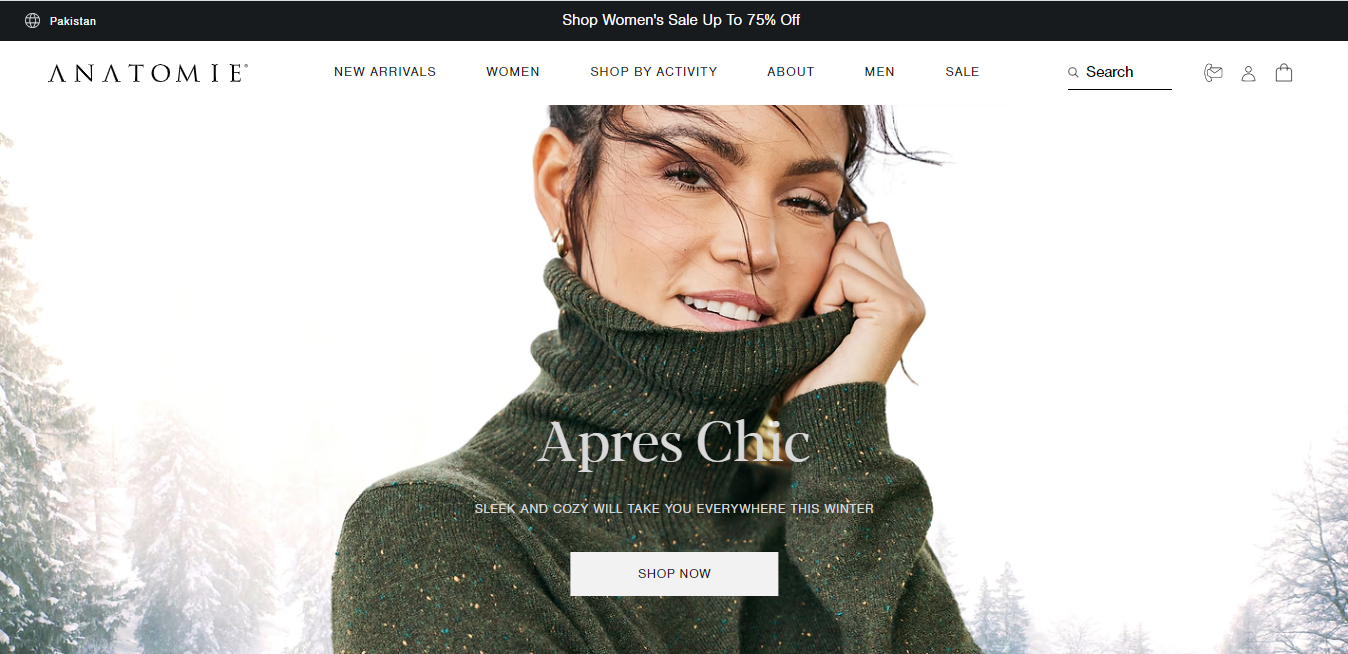 Pakistan
Shop Women's Sale Up To 75% Off
ANATOMIE®
NEW ARRIVALS
WOMEN
SHOP BY ACTIVITY
ABOUT
MEN
SALE
Search
Apres Chic
SLEEK AND COZY WILL TAKE YOU EVERYWHERE THIS WINTER
SHOP NOW